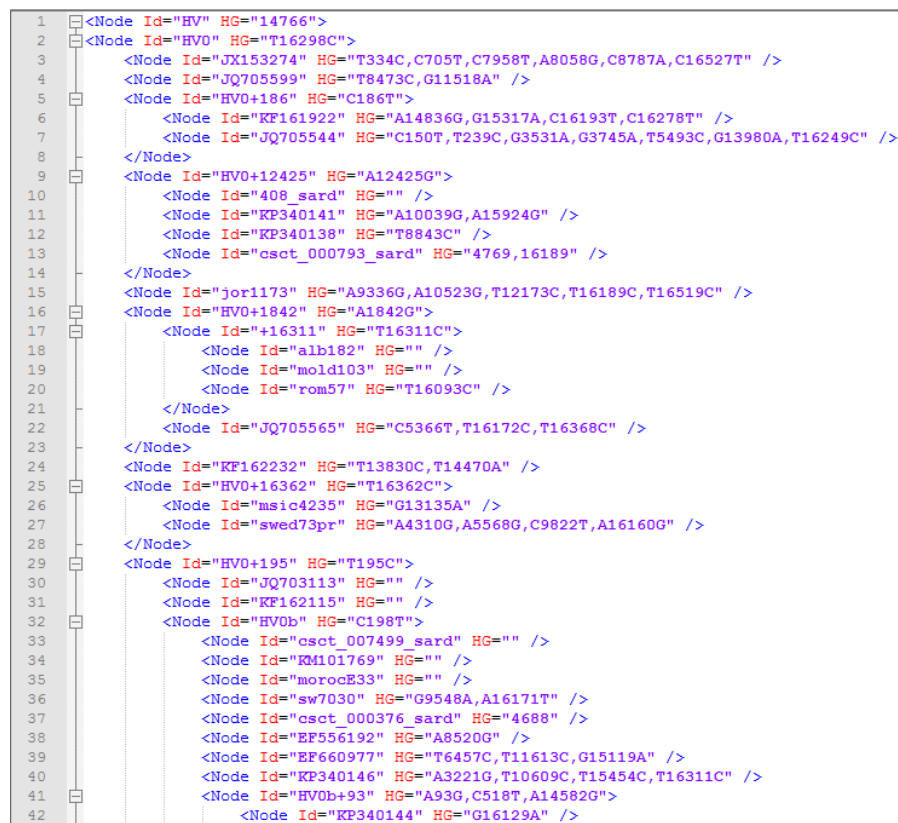 1 <Node Id="HV" HG="14766">
2 <Node Id="HV0" HG="T16298C">
3 <Node Id="JX153274" HG="T334C,C705T,C7958T,A8058G,C8787A,C16527T" />
4 <Node Id="JQ705599" HG="T8473C,G11518A" />
5 <Node Id="HV0+186" HG="C186T">
6 <Node Id="KF161922" HG="A14836G,G15317A,C16193T,C16278T" />
7 <Node Id="JQ705544" HG="C150T,T239C,G3531A,G3745A,T5493C,G13980A,T16249C" />
8 </Node>
9 <Node Id="HV0+12425" HG="A12425G">
10 <Node Id="408_sard" HG="" />
11 <Node Id="KP340141" HG="A10039G,A15924G" />
12 <Node Id="KP340138" HG="T8843C" />
13 <Node Id="csct_000793_sard" HG="4769,16189" />
14 </Node>
15 <Node Id="jor1173" HG="A9336G,A10523G,T12173C,T16189C,T16519C" />
16 <Node Id="HV0+1842" HG="A1842G">
17 <Node Id="+16311" HG="T16311C">
18 <Node Id="alb182" HG="" />
19 <Node Id="mold103" HG="" />
20 <Node Id="rom57" HG="T16093C" />
21 </Node>
22 <Node Id="JQ705565" HG="C5366T,T16172C,T16368C" />
23 </Node>
24 <Node Id="KF162232" HG="T13830C,T14470A" />
25 <Node Id="HV0+16362" HG="T16362C">
26 <Node Id="msic4235" HG="G13135A" />
27 <Node Id="swed73pr" HG="A4310G,A5568G,C9822T,A16160G" />
28 </Node>
29 <Node Id="HV0+195" HG="T195C">
30 <Node Id="JQ703113" HG="" />
31 <Node Id="KF162115" HG="" />
32 <Node Id="HV0b" HG="C198T">
33 <Node Id="csct_007499_sard" HG="" />
34 <Node Id="KM101769" HG="" />
35 <Node Id="morocE33" HG="" />
36 <Node Id="sw7030" HG="G9548A,A16171T" />
37 <Node Id="csct_000376_sard" HG="4688" />
38 <Node Id="EF556192" HG="A8520G" />
39 <Node Id="EF660977" HG="T6457C,T11613C,G15119A" />
40 <Node Id="KP340146" HG="A3221G,T10609C,T15454C,T16311C" />
41 <Node Id="HV0b+93" HG="A93G,C518T,A14582G">
42 <Node Id="KP340144" HG="G16129A" />